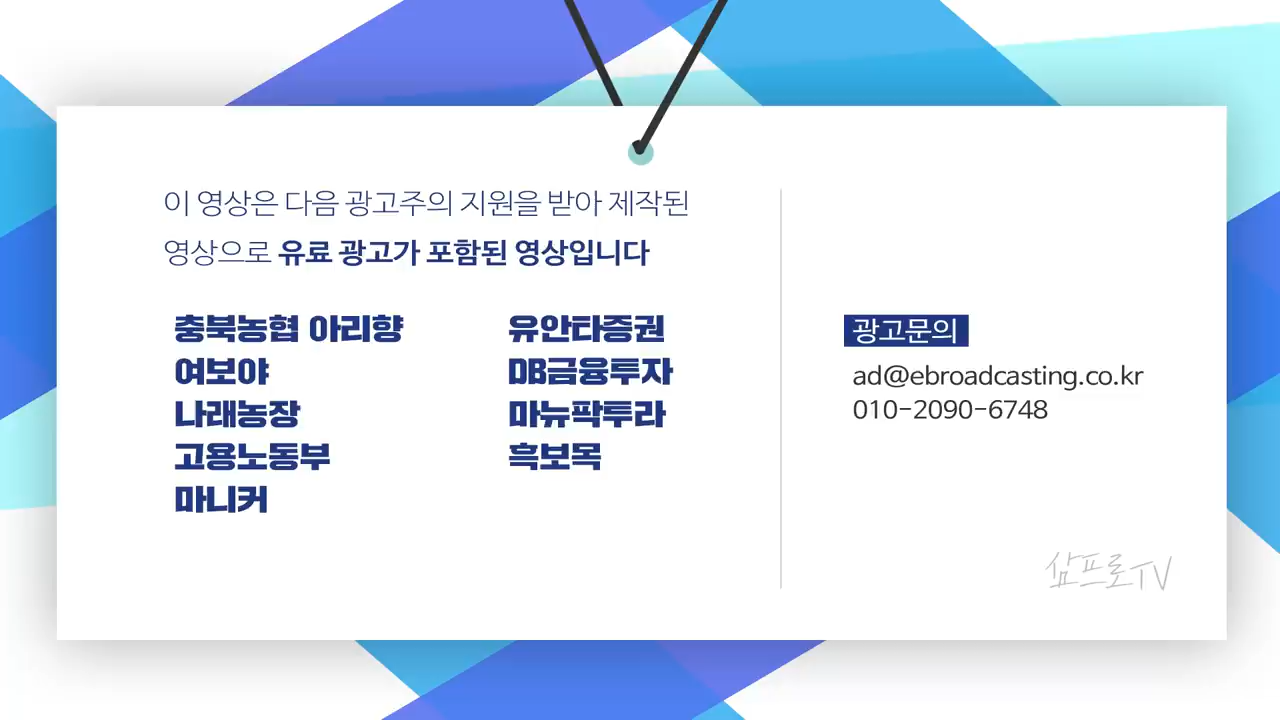 이 영상은 다음 광고주의 지원을 받아 제작된
영상으로 유료 광고가 포함된 영상입니다
충북농협 아리향
여보야
나래농장
고용노동부
마니커
유안타증권
DB금융투자
마뉴팍투라
흑보목
광고문의
ad@ebroadcasting.co.kr
010-2090-6748
삼프로TV